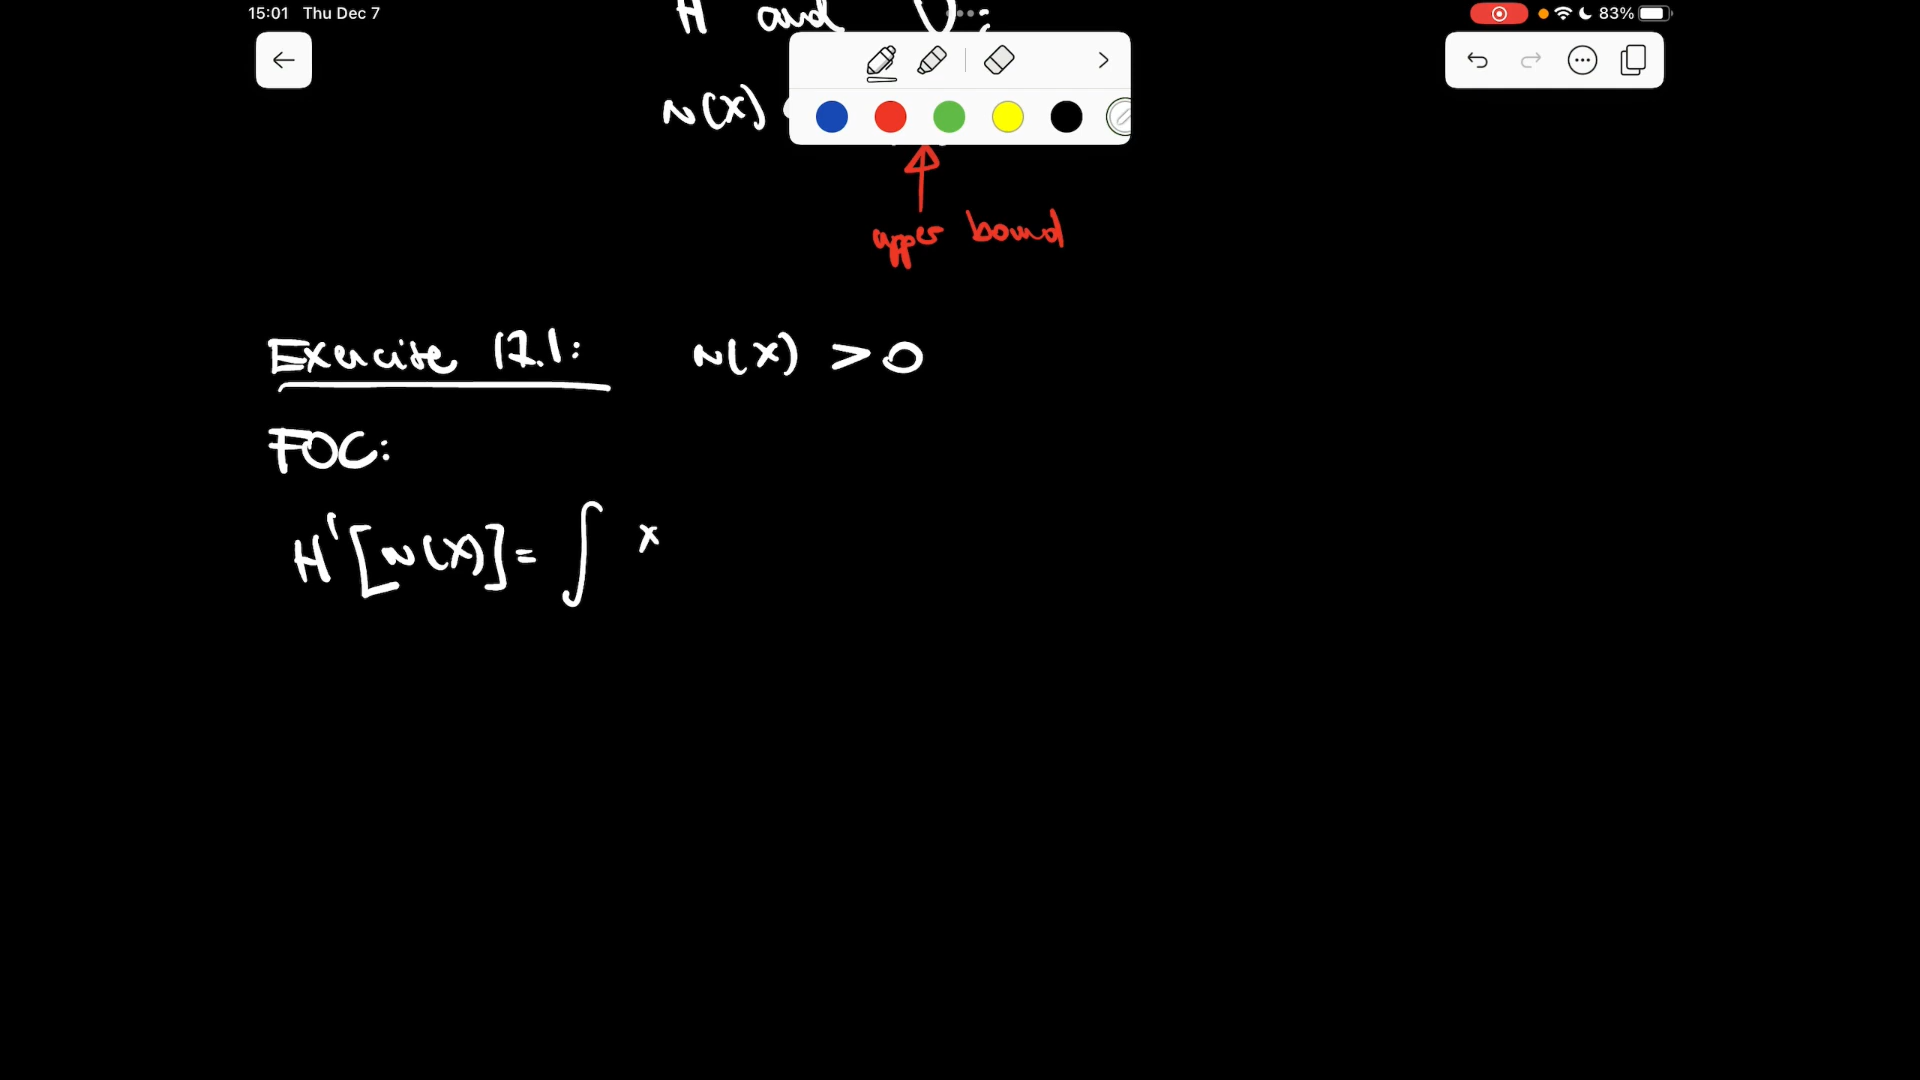 15:01 Thu Dec 7
83%
H and
n(x)
upper bound
Exercise 12.1: n(x) > 0
FOC:
H'[n(x)] = ∫ x